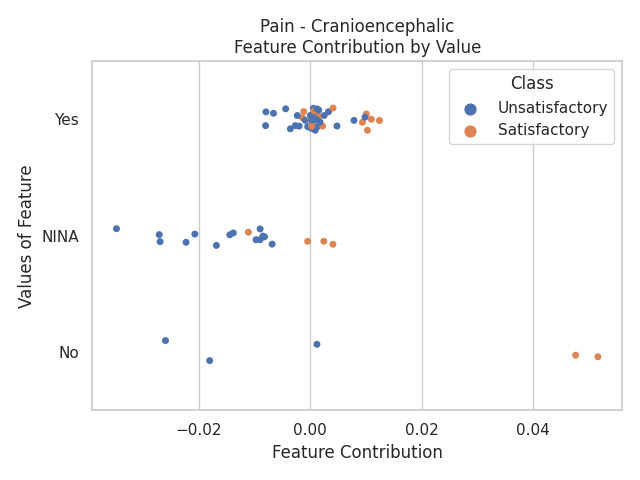 Pain - Cranioencephalic
Feature Contribution by Value
Class
Unsatisfactory
Satisfactory
Values of Feature
Yes
NINA
No
−0.02
0.00
0.02
0.04
Feature Contribution